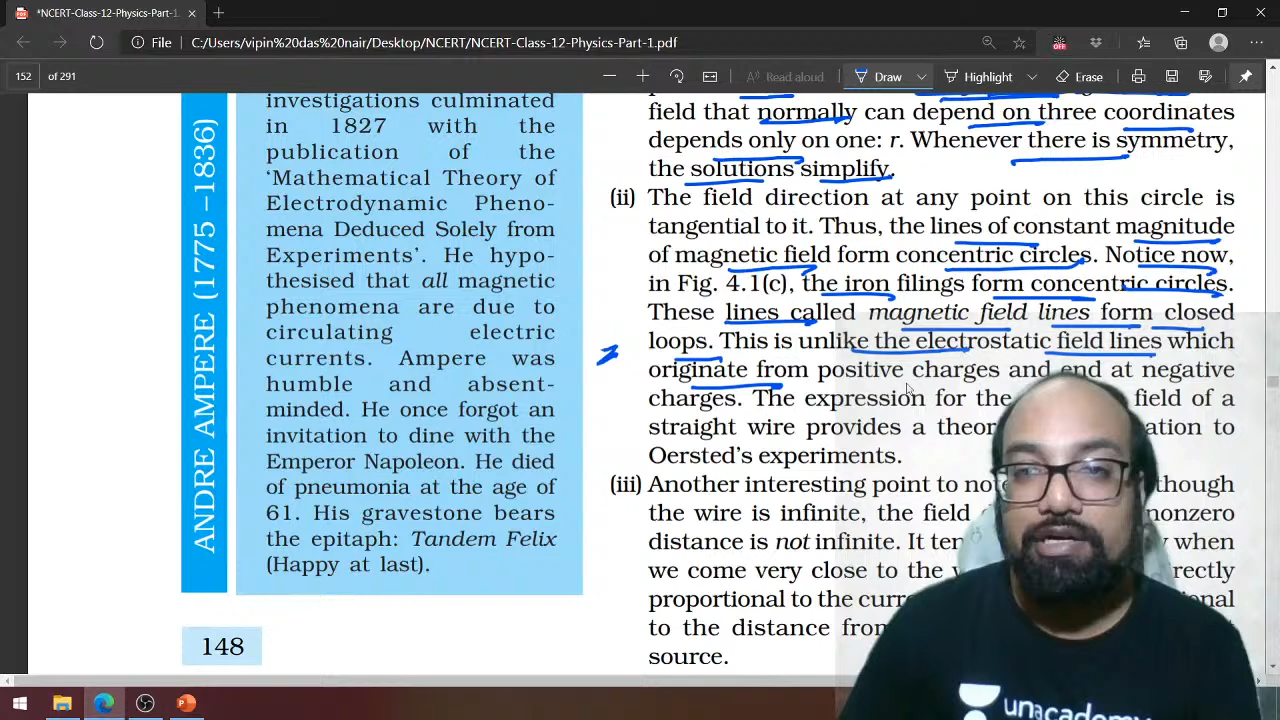 *NCERT-Class-12-Physics-Part-1.
File C:/Users/vipin%20das%20nair/Desktop/NCERT/NCERT-Class-12-Physics-Part-1.pdf
OFF
152 of 291
Read aloud
Draw
Highlight
Erase
ANDRE AMPERE (1775 –1836)
investigations culminated
in 1827 with the
publication of the
‘Mathematical Theory of
Electrodynamic Pheno-
mena Deduced Solely from
Experiments’. He hypo-
thesised that all magnetic
phenomena are due to
circulating electric
currents. Ampere was
humble and absent-
minded. He once forgot an
invitation to dine with the
Emperor Napoleon. He died
of pneumonia at the age of
61. His gravestone bears
the epitaph: Tandem Felix
(Happy at last).
148
field that normally can depend on three coordinates
depends only on one: r. Whenever there is symmetry,
the solutions simplify.
(ii) The field direction at any point on this circle is
tangential to it. Thus, the lines of constant magnitude
of magnetic field form concentric circles. Notice now,
in Fig. 4.1(c), the iron filings form concentric circles.
These lines called magnetic field lines form closed
loops. This is unlike the electrostatic field lines which
originate from positive charges and end at negative
charges. The expression for the field of a
straight wire provides a ation to
Oersted’s experiments.
(iii) Another interesting point to though
the wire is infinite, the field nonzero
distance is not infinite. It when
we come very close to the
proportional to the
to the distance
source.
unacademy